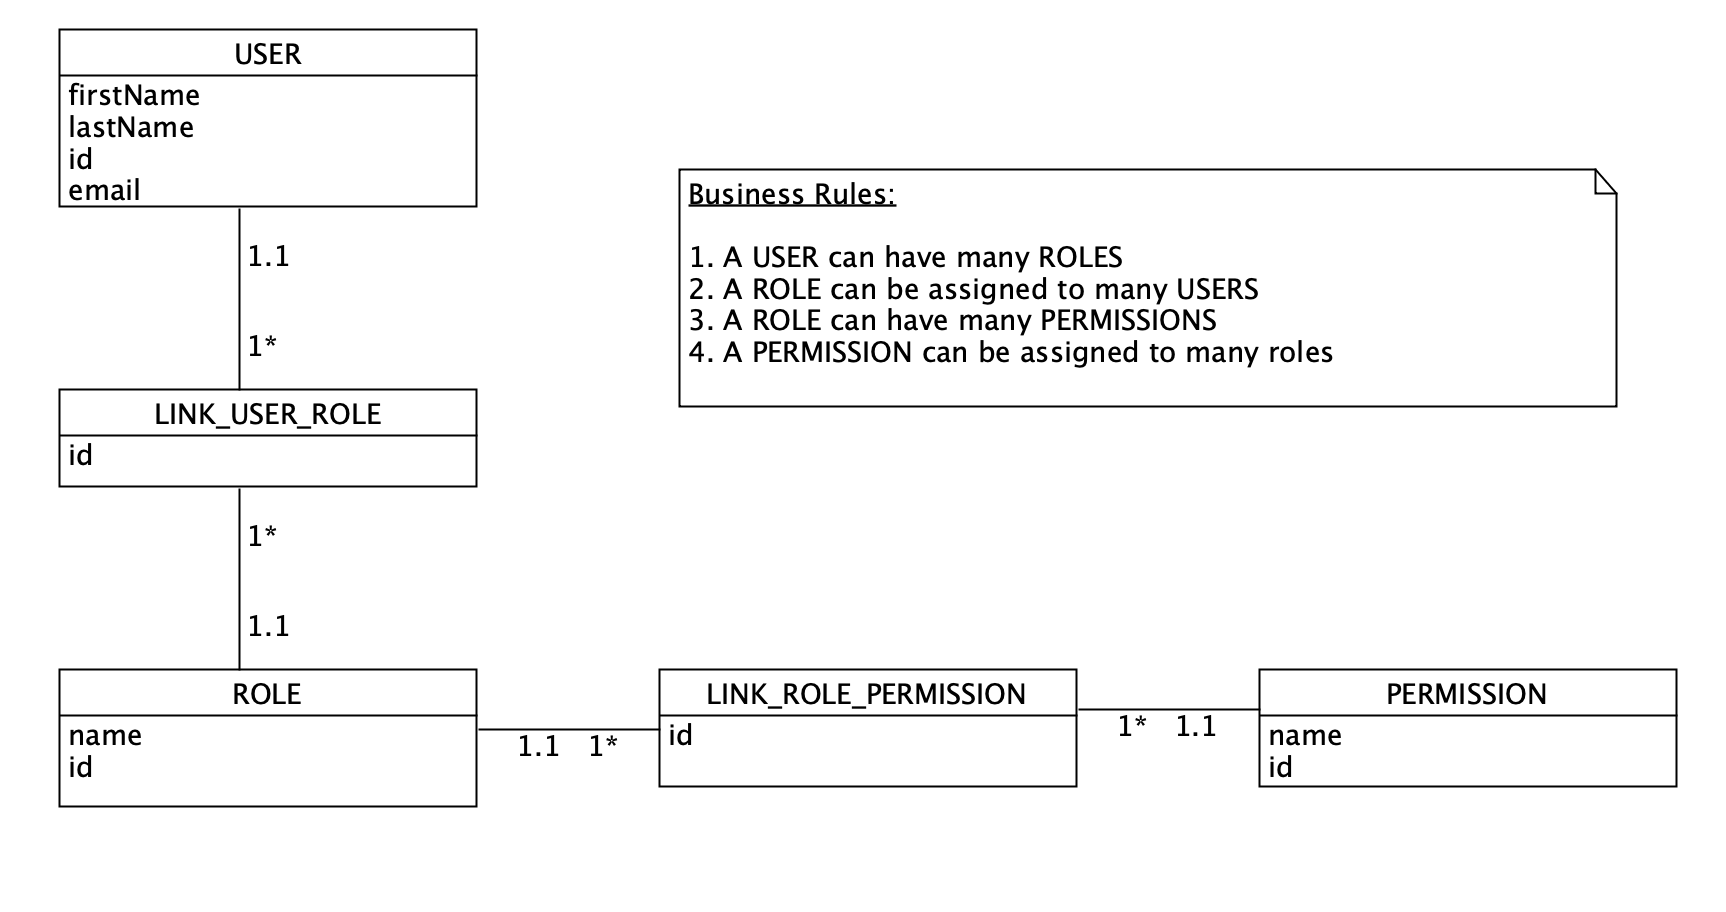 USER
firstName
lastName
id
email
1.1
1*
LINK_USER_ROLE
id
1*
1.1
ROLE
name
id
1.1 1*
LINK_ROLE_PERMISSION
id
1* 1.1
PERMISSION
name
id
Business Rules:
1. A USER can have many ROLES
2. A ROLE can be assigned to many USERS
3. A ROLE can have many PERMISSIONS
4. A PERMISSION can be assigned to many roles